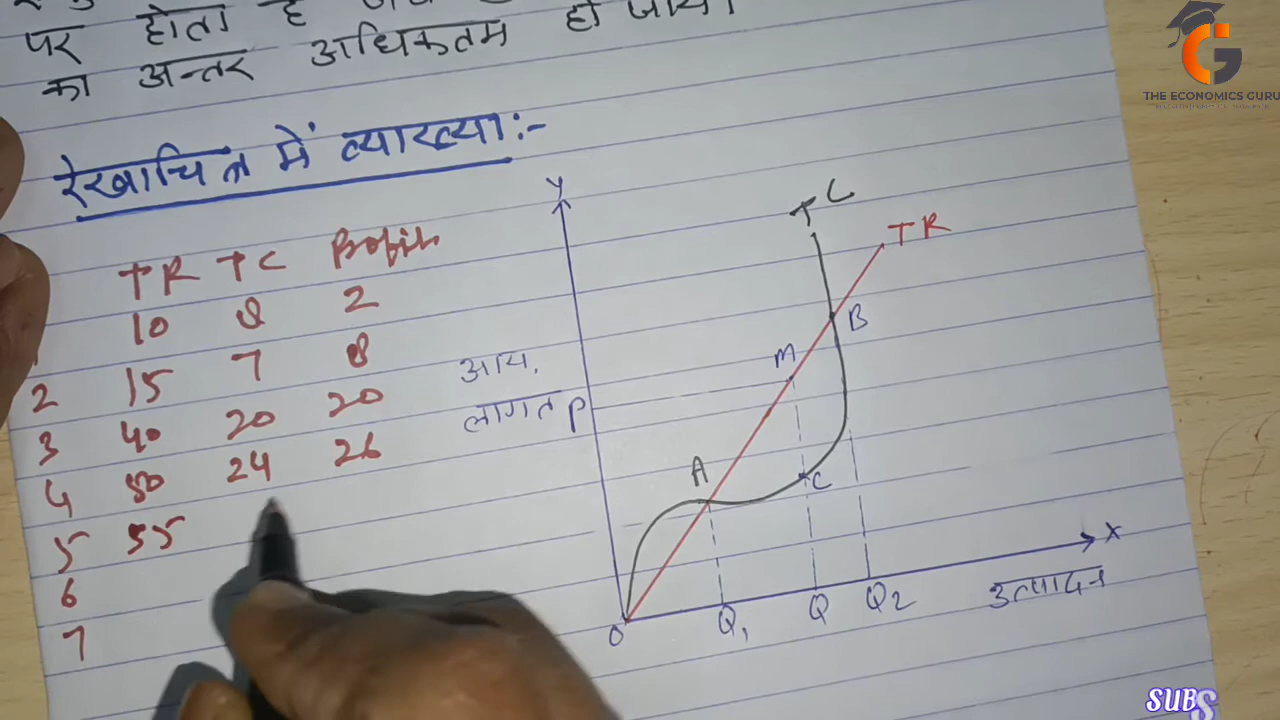 पर होता है
का अन्तर अधिकतम हो जाय।
रेखाचित्र में व्याख्या:-
TR TC Profit
10 8 2
2 15 7 8
3 40 20 20
4 50 24 26
5 55
6
7
Y
आय,
लागत P
TC
TR
B
M
A
C
X
O Q1 Q Q2 उत्पादन
G
THE ECONOMICS GURU
SUBS